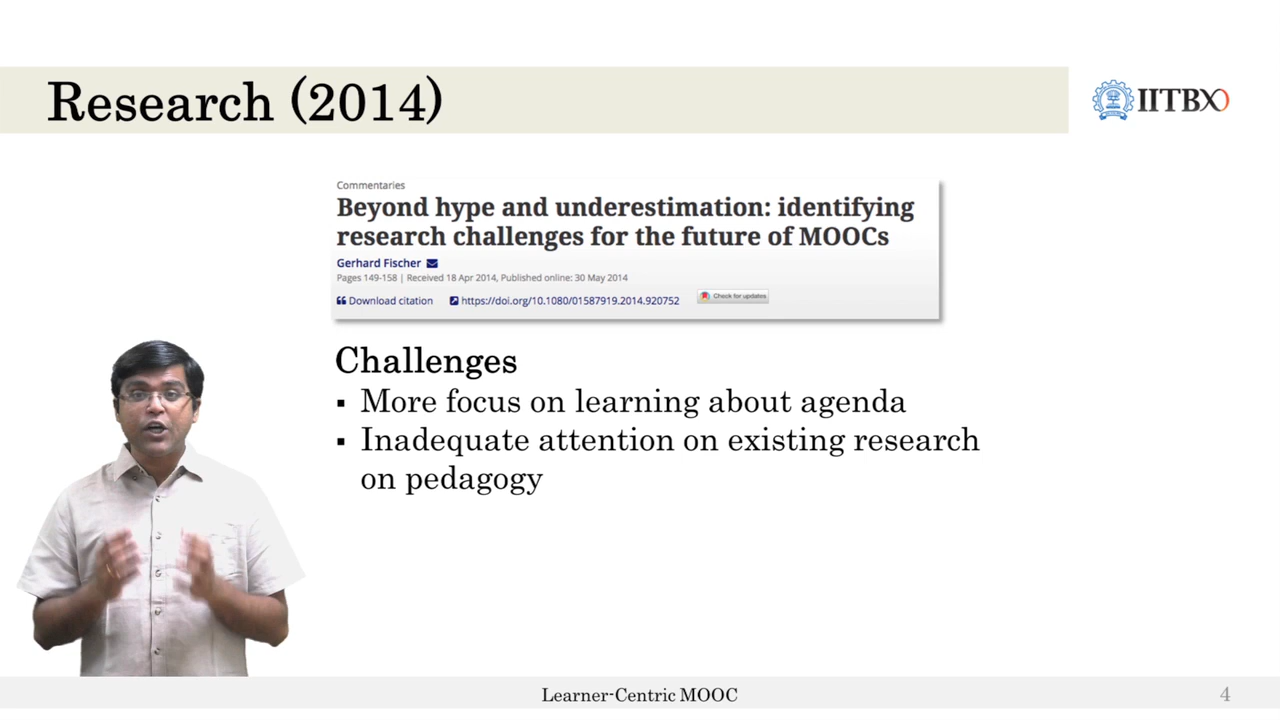 Research (2014)
IITBX
Commentaries
Beyond hype and underestimation: identifying
research challenges for the future of MOOCs
Gerhard Fischer
Pages 149-158 | Received 18 Apr 2014, Published online: 30 May 2014
Download citation https://doi.org/10.1080/01587919.2014.920752 Check for updates
Challenges
▪ More focus on learning about agenda
▪ Inadequate attention on existing research
on pedagogy
Learner-Centric MOOC 4